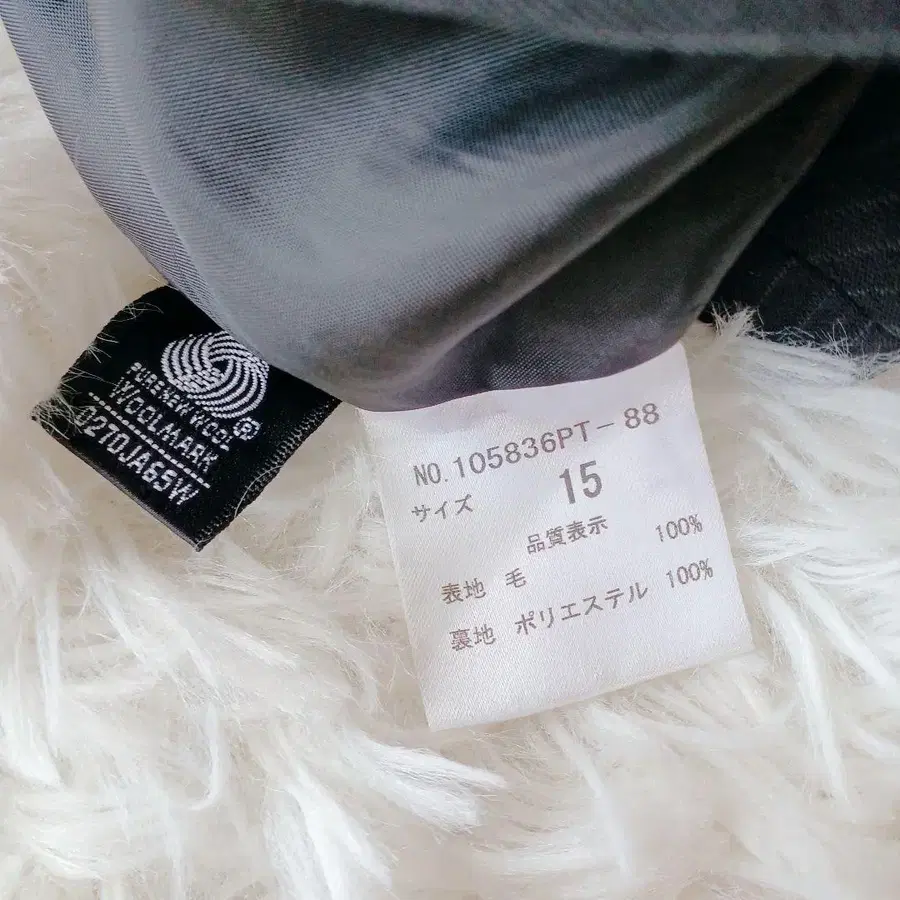 PURE NEW WOOL
WOOLMARK
0270JA65W
NO.105836PT-88
サイズ 15
品質表示
表地 毛 100%
裏地 ポリエステル 100%